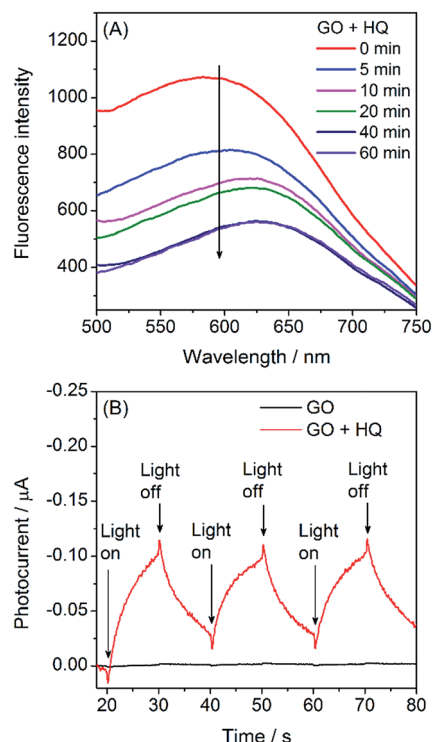 (A)
GO + HQ
0 min
5 min
10 min
20 min
40 min
60 min
1200
1000
800
600
400
Fluorescence intensity
500 550 600 650 700 750
Wavelength / nm
(B)
GO
GO + HQ
-0.25
-0.20
-0.15
-0.10
-0.05
0.00
Photocurrent / μA
Light
on
Light
off
Light
on
Light
off
Light
on
Light
off
20 30 40 50 60 70 80
Time / s